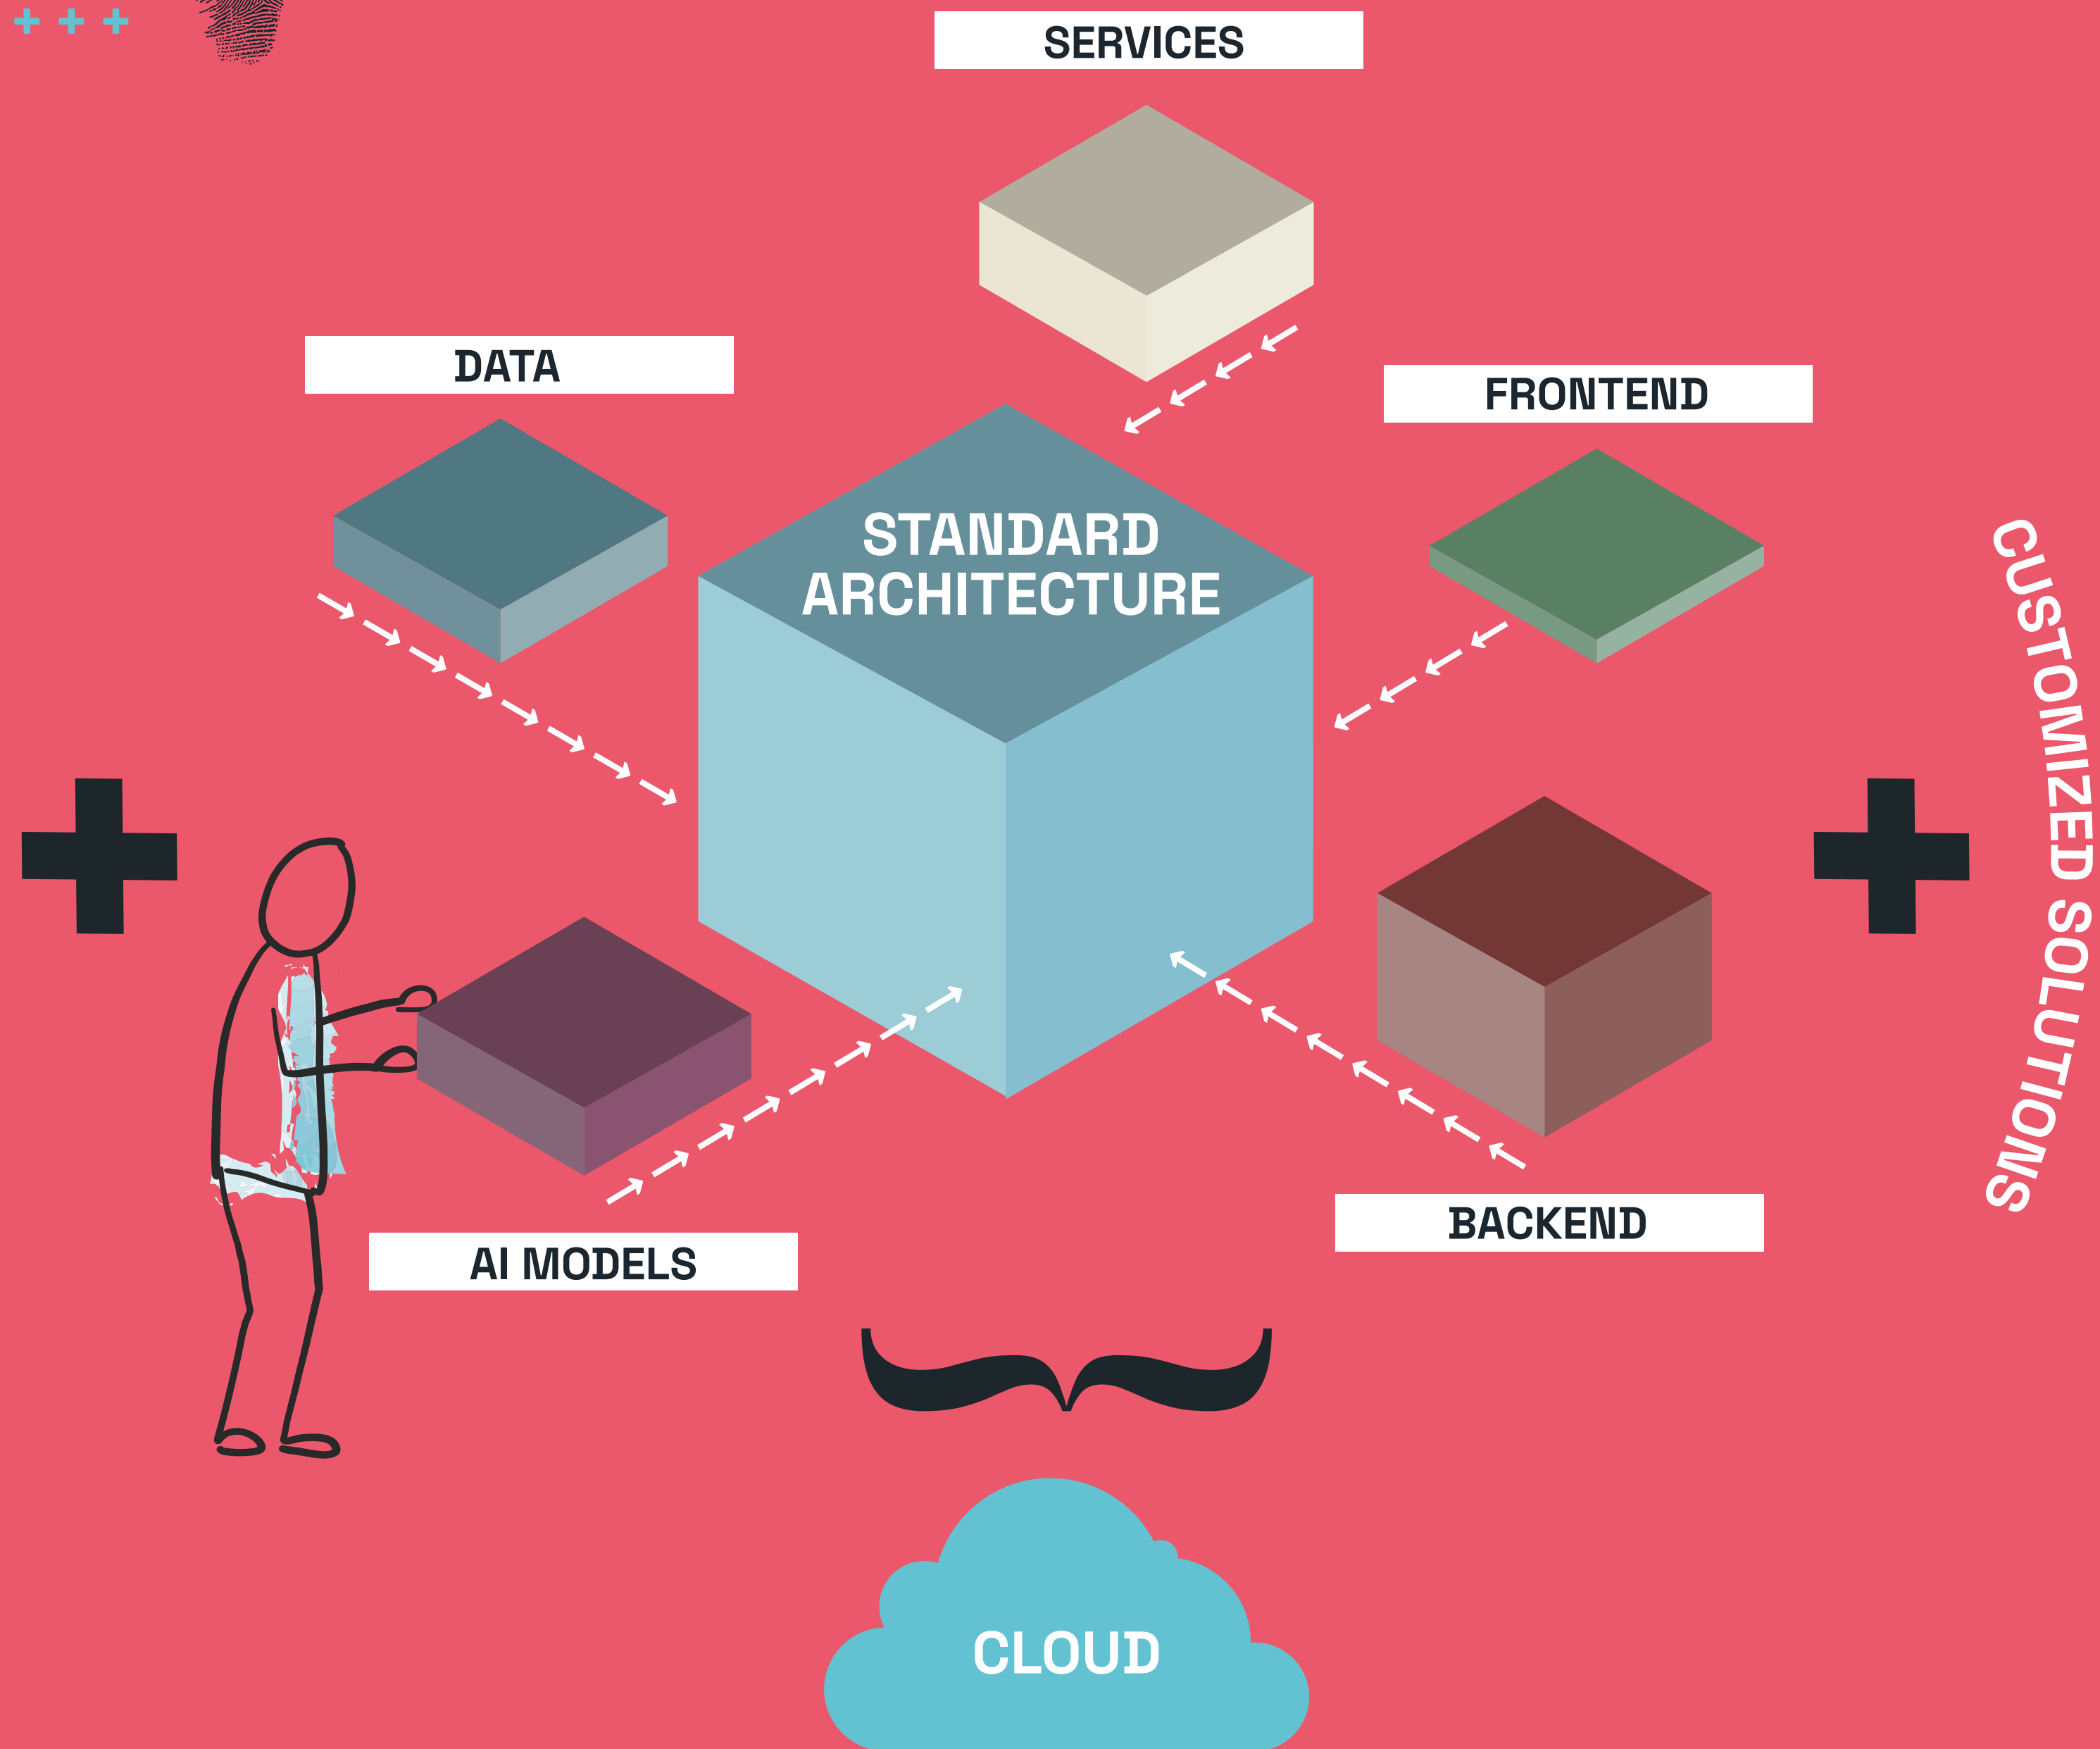 SERVICES
DATA
FRONTEND
STANDARD
ARCHITECTURE
CUSTOMIZED SOLUTIONS
BACKEND
AI MODELS
CLOUD